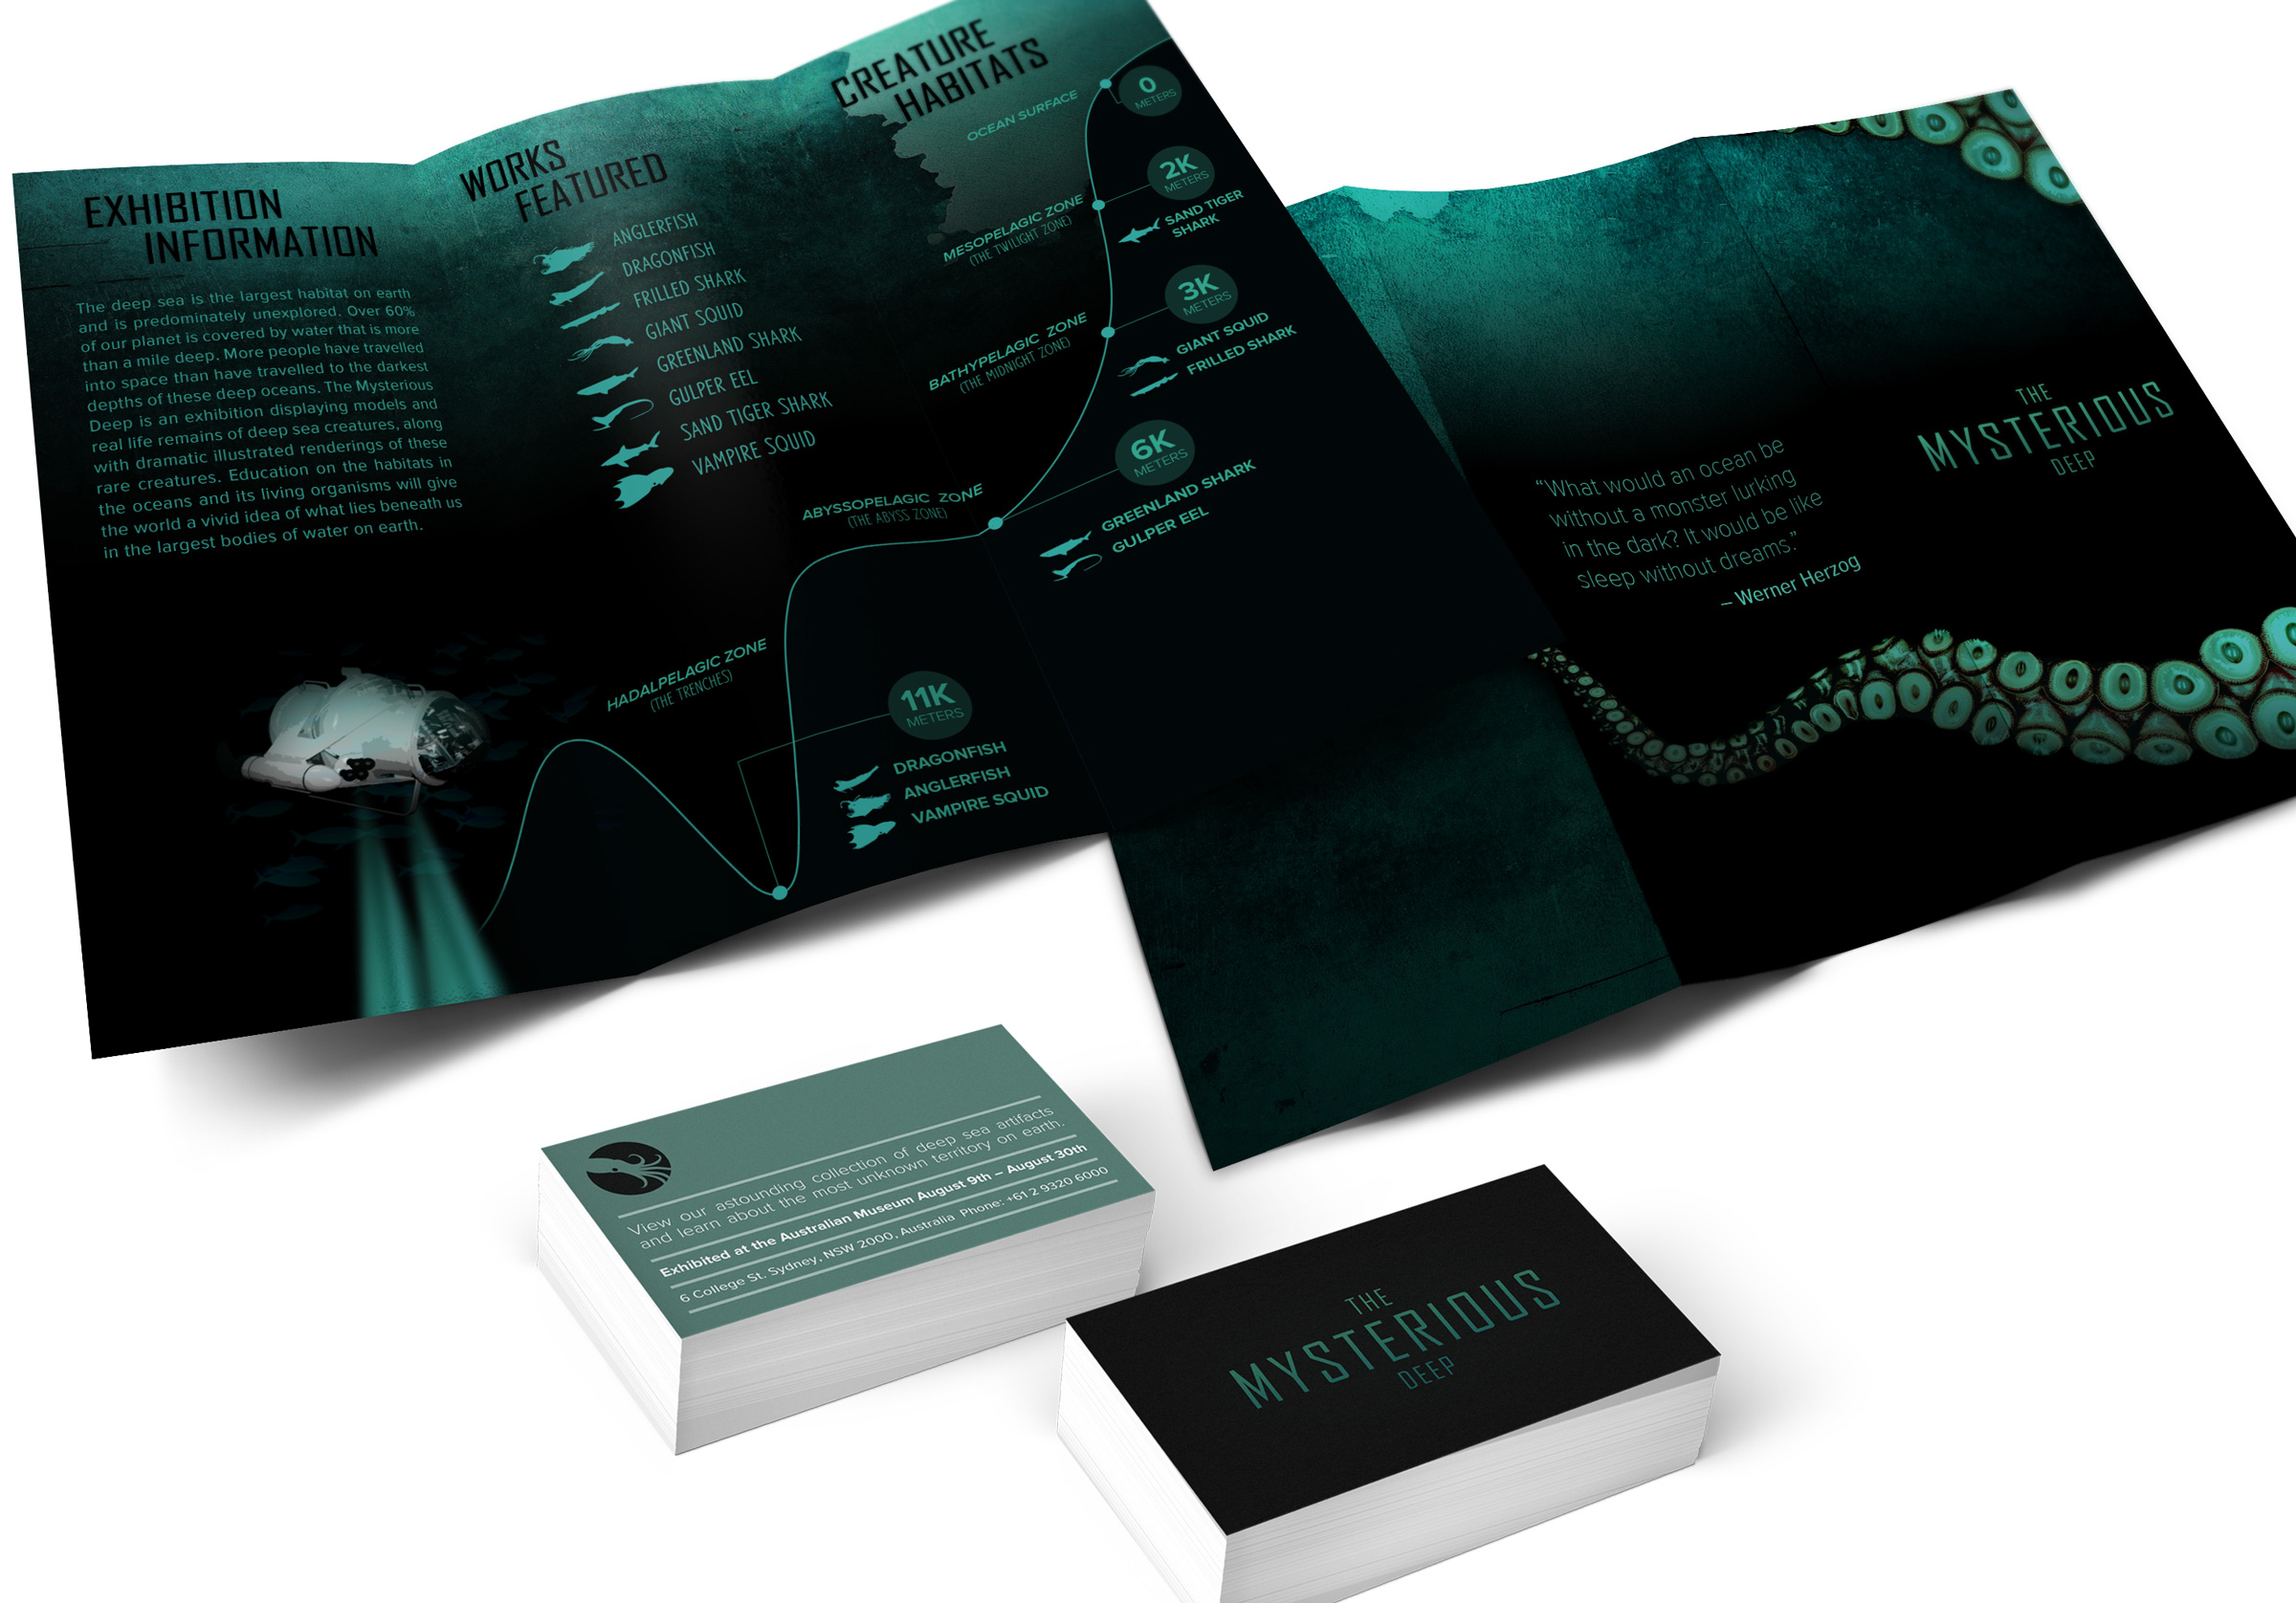 EXHIBITION
INFORMATION
The deep sea is the largest habitat on earth
and is predominately unexplored. Over 60%
of our planet is covered by water that is more
than a mile deep. More people have travelled
into space than have travelled to the darkest
depths of these deep oceans. The Mysterious
Deep is an exhibition displaying models and
real life remains of deep sea creatures, along
with dramatic illustrated renderings of these
rare creatures. Education on the habitats in
the oceans and its living organisms will give
the world a vivid idea of what lies beneath us
in the largest bodies of water on earth.
WORKS
FEATURED
ANGLERFISH
DRAGONFISH
FRILLED SHARK
GIANT SQUID
GREENLAND SHARK
GULPER EEL
SAND TIGER SHARK
VAMPIRE SQUID
CREATURE
HABITATS
OCEAN SURFACE
0
METERS
MESOPELAGIC ZONE
(THE TWILIGHT ZONE)
2K
METERS
SAND TIGER
SHARK
BATHYPELAGIC ZONE
(THE MIDNIGHT ZONE)
3K
METERS
GIANT SQUID
FRILLED SHARK
ABYSSOPELAGIC ZONE
(THE ABYSS ZONE)
6K
METERS
GREENLAND SHARK
GULPER EEL
HADALPELAGIC ZONE
(THE TRENCHES)
11K
METERS
DRAGONFISH
ANGLERFISH
VAMPIRE SQUID
“What would an ocean be
without a monster lurking
in the dark? It would be like
sleep without dreams.”
– Werner Herzog
THE
MYSTERIOUS
DEEP
View our astounding collection of deep sea artifacts
and learn about the most unknown territory on earth.
Exhibited at the Australian Museum August 9th – August 30th
6 College St. Sydney, NSW 2000, Australia Phone: +61 2 9320 6000
THE
MYSTERIOUS
DEEP